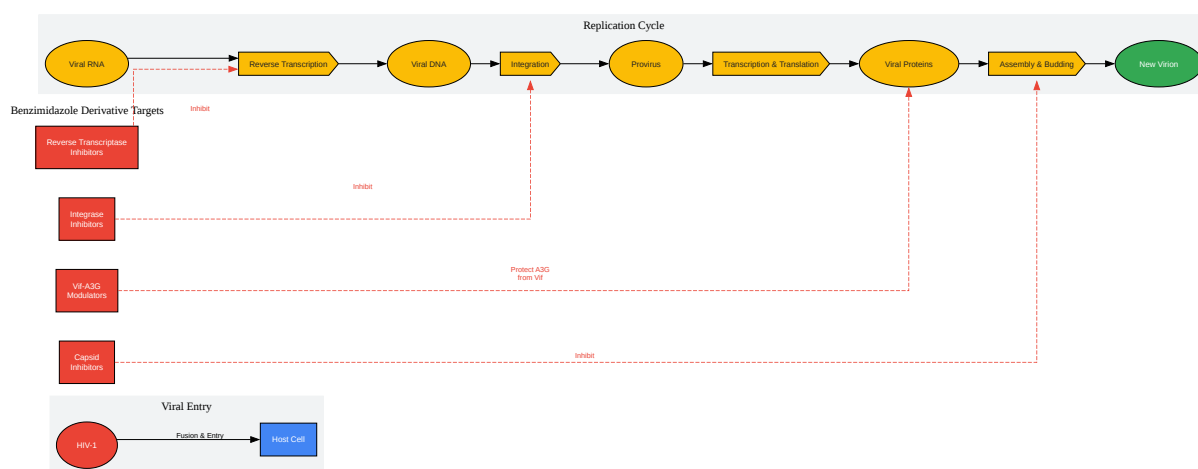 Replication Cycle
Viral RNA
Reverse Transcription
Viral DNA
Integration
Provirus
Transcription & Translation
Viral Proteins
Assembly & Budding
New Virion
Benzimidazole Derivative Targets
Inhibit
Reverse Transcriptase
Inhibitors
Inhibit
Integrase
Inhibitors
Protect A3G
from Vif
Vif-A3G
Modulators
Inhibit
Capsid
Inhibitors
Viral Entry
HIV-1
Fusion & Entry
Host Cell